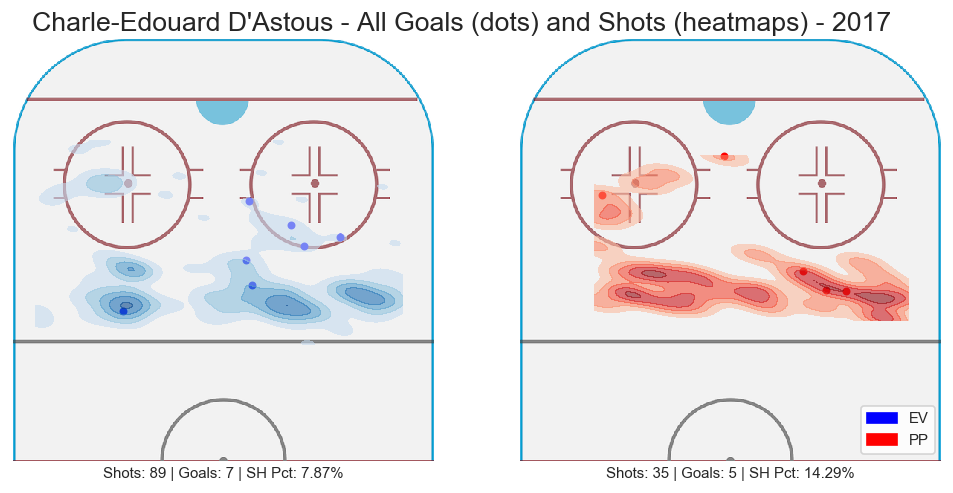 Charle-Edouard D'Astous - All Goals (dots) and Shots (heatmaps) - 2017
EV
PP
Shots: 89 | Goals: 7 | SH Pct: 7.87%
Shots: 35 | Goals: 5 | SH Pct: 14.29%